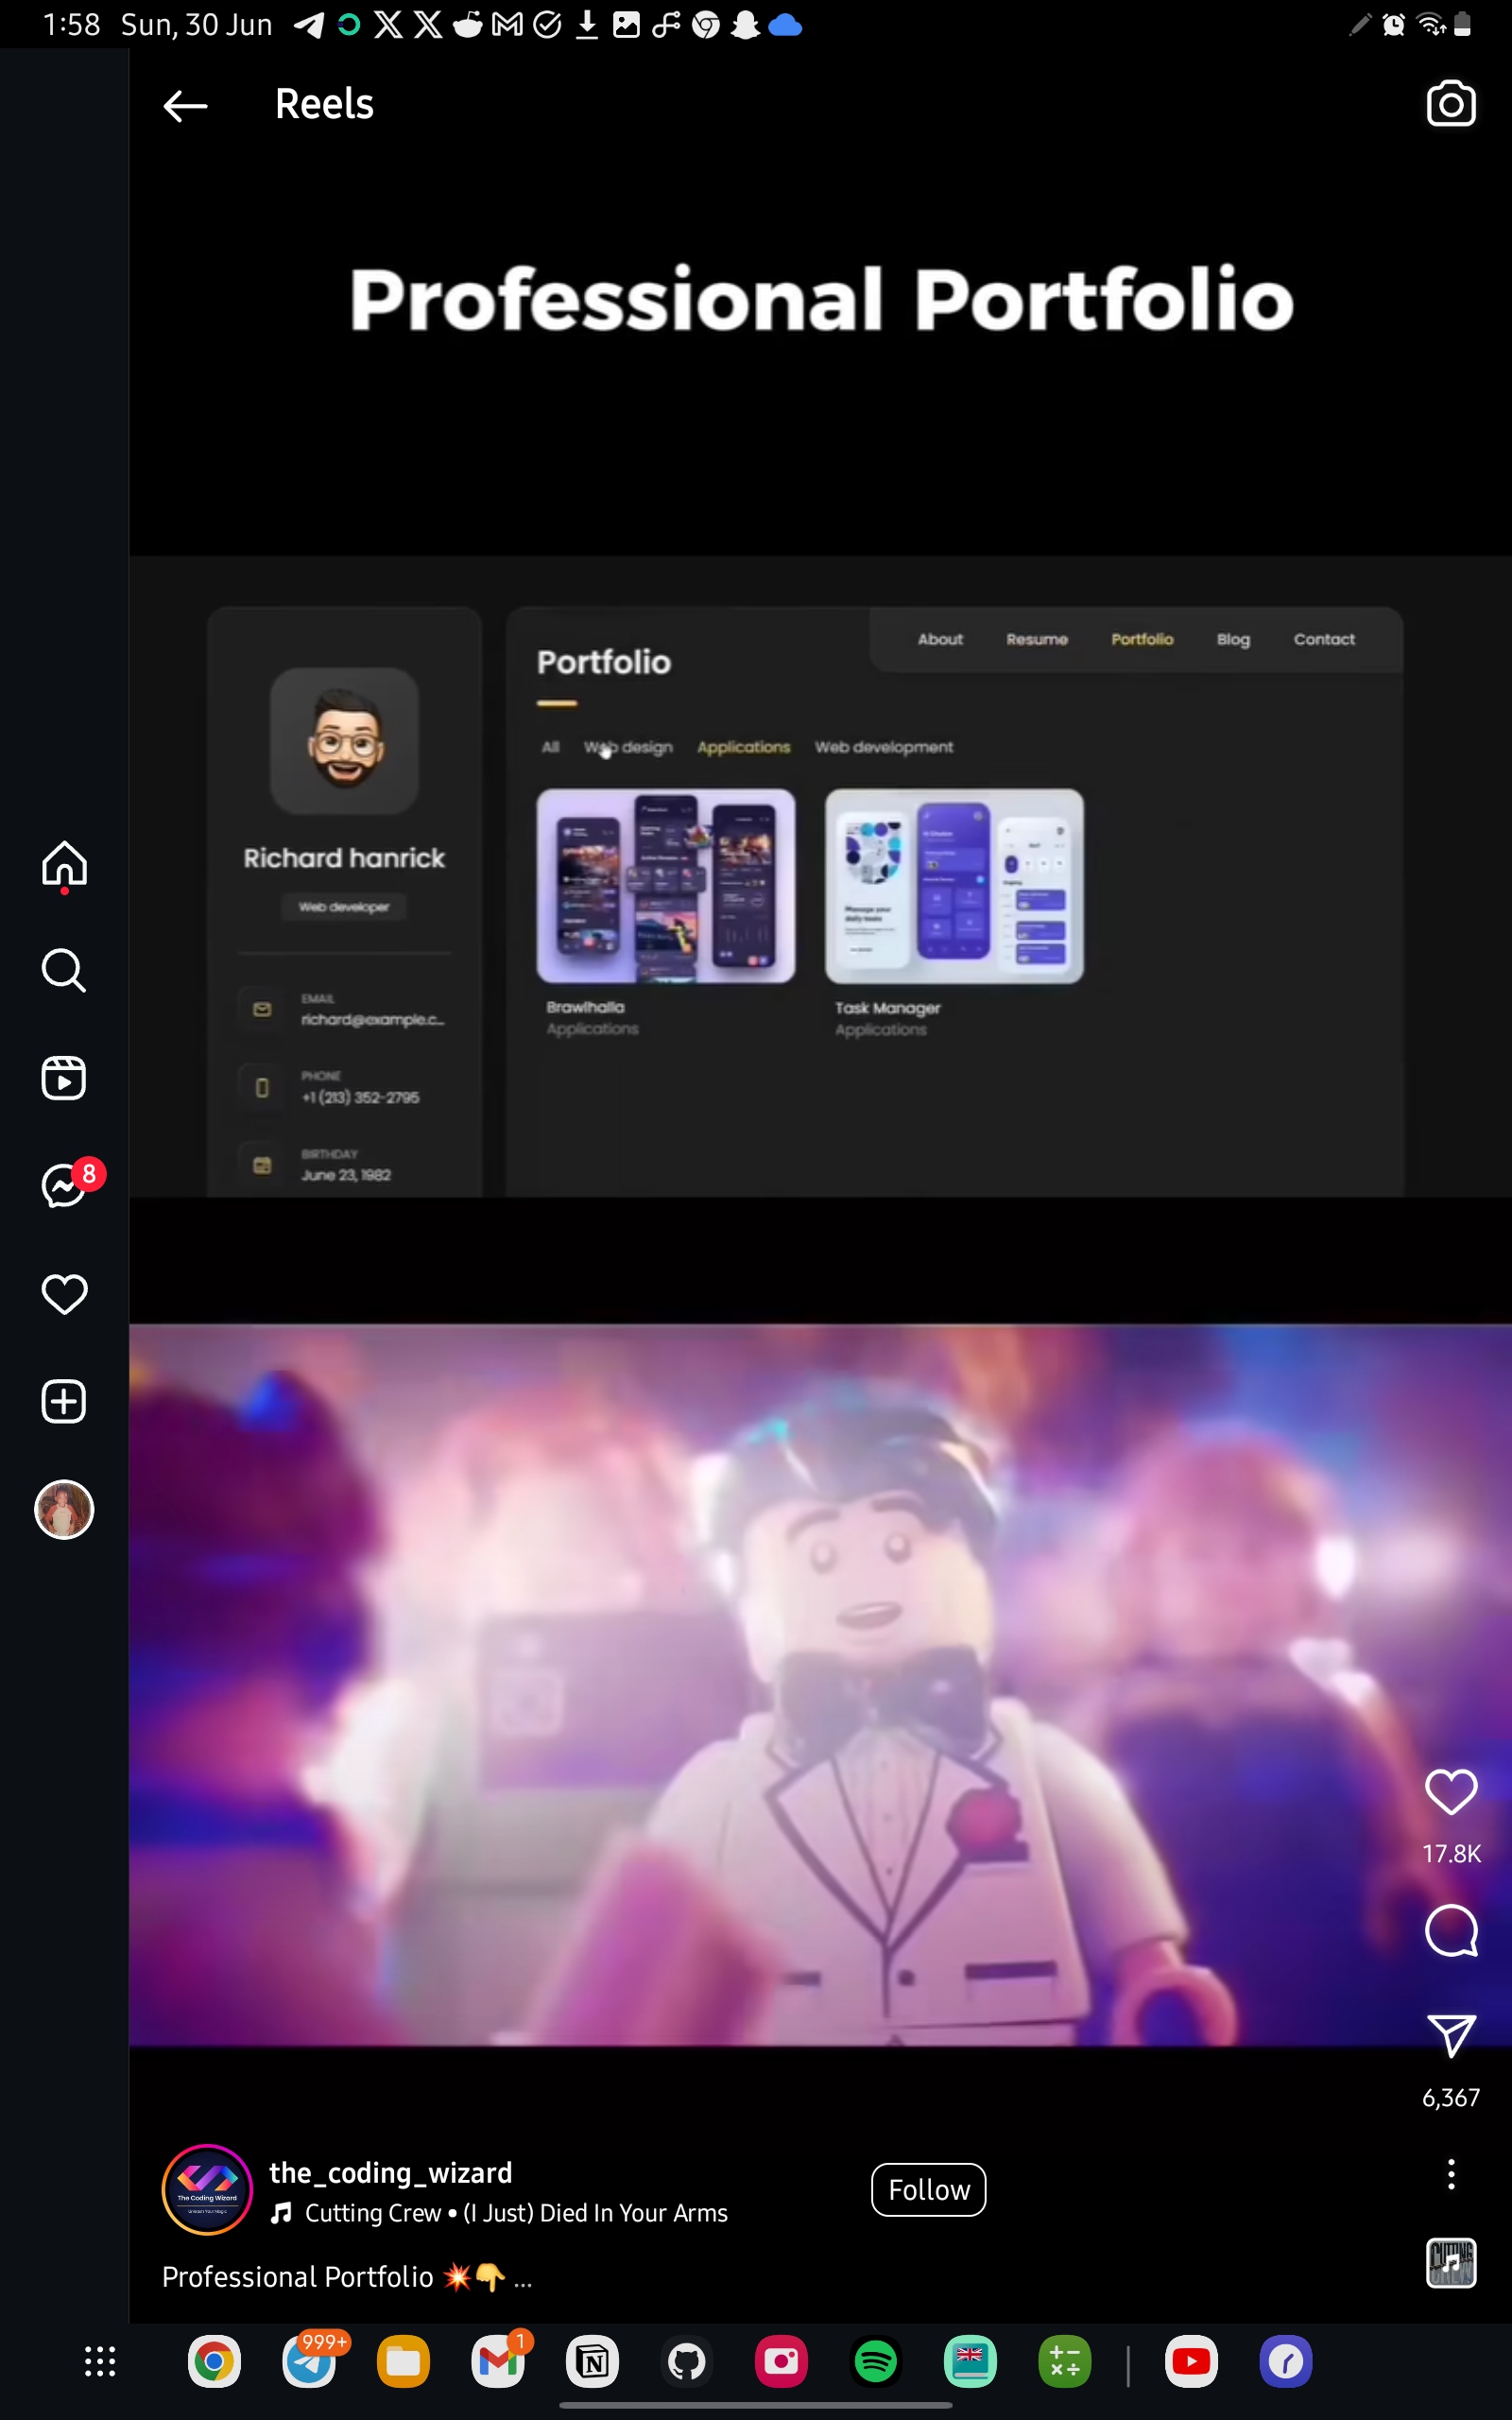 1:58 Sun, 30 Jun
Reels
Professional Portfolio
About Resume Portfolio Blog Contact
Portfolio
All Web design Applications Web development
Richard hanrick
Web developer
EMAIL
richard@example.c...
PHONE
+1 (213) 352-2795
BIRTHDAY
June 23, 1982
Brawlhalla
Applications
Task Manager
Applications
8
17.8K
6,367
the_coding_wizard
Cutting Crew • (I Just) Died In Your Arms
Follow
The Coding Wizard
Professional Portfolio 💥👇 ...
999+
1